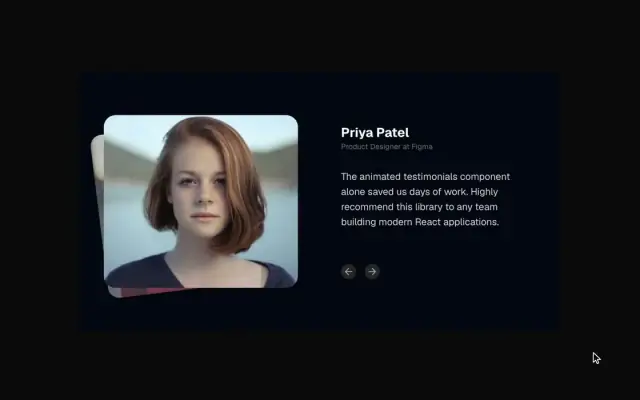 Priya Patel
Product Designer at Figma
The animated testimonials component
alone saved us days of work. Highly
recommend this library to any team
building modern React applications.